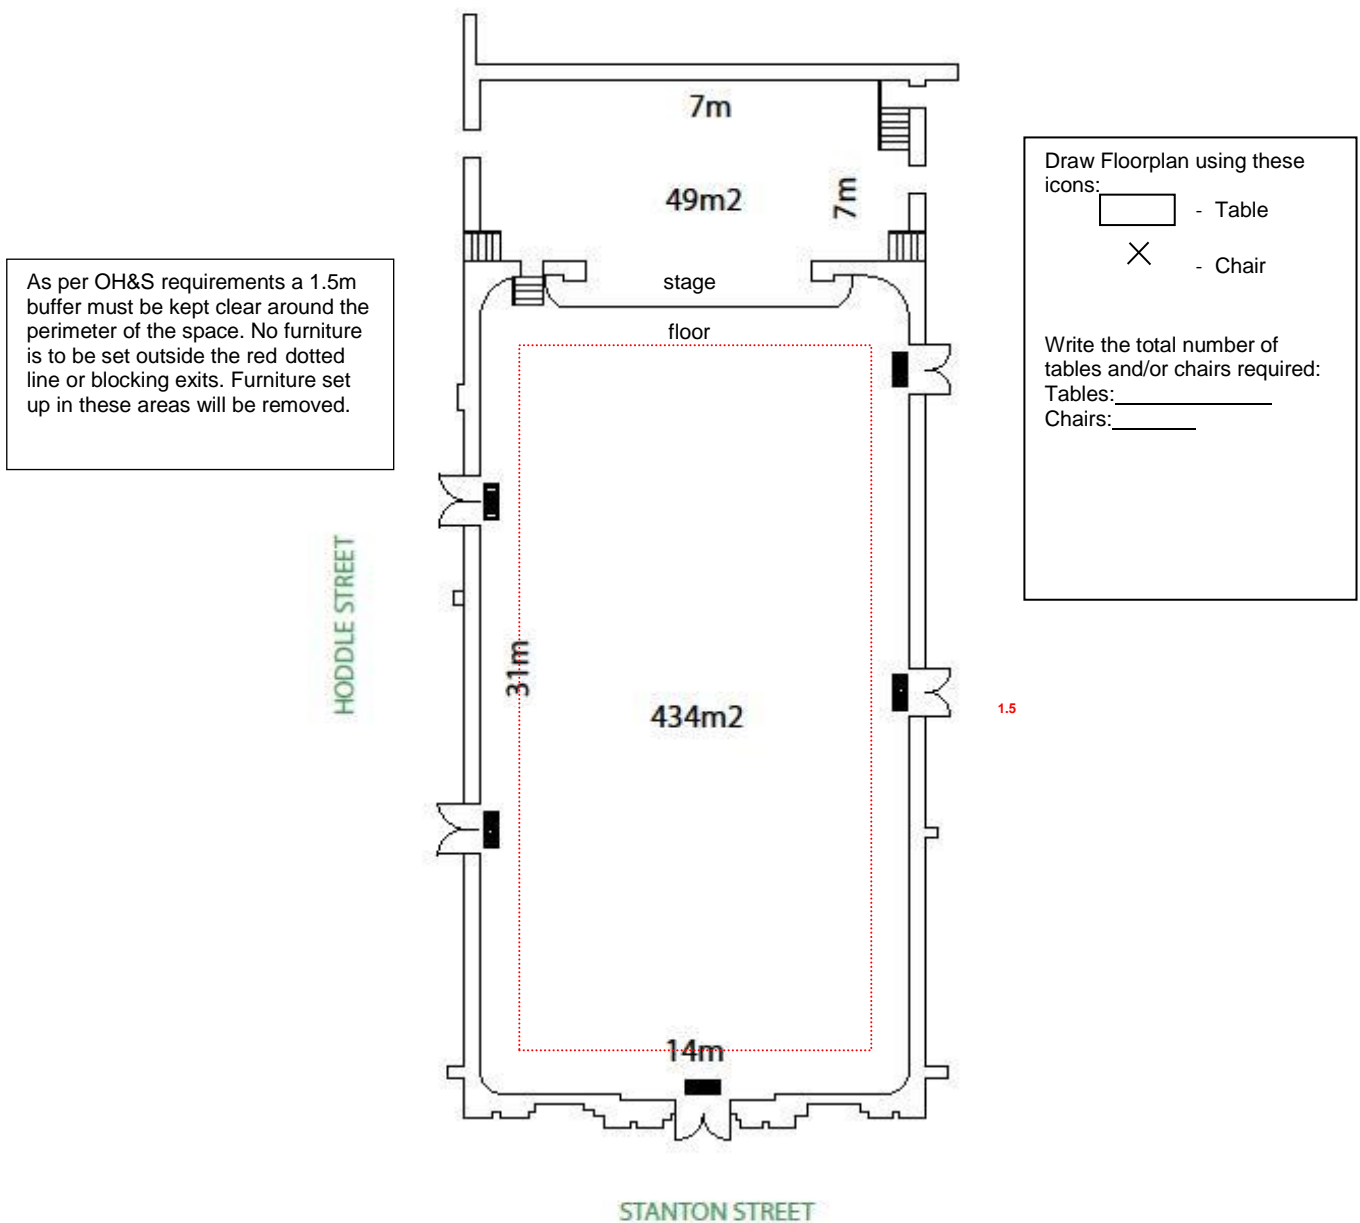 7m
49m2
7m
stage
floor
As per OH&S requirements a 1.5m
buffer must be kept clear around the
perimeter of the space. No furniture
is to be set outside the red dotted
line or blocking exits. Furniture set
up in these areas will be removed.
Draw Floorplan using these
icons:
- Table
- Chair
Write the total number of
tables and/or chairs required:
Tables:
Chairs:
HODDLE STREET
31m
434m2
1.5
14m
STANTON STREET